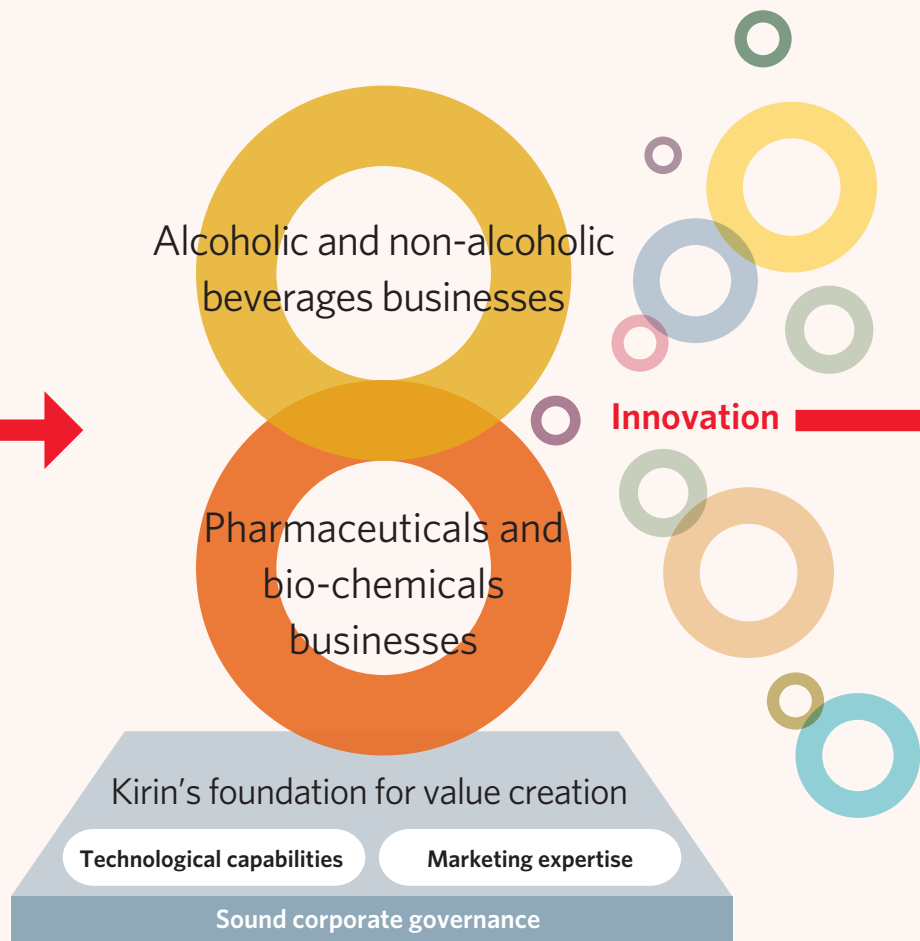 Alcoholic and non-alcoholic
beverages businesses
Innovation
Pharmaceuticals and
bio-chemicals
businesses
Kirin’s foundation for value creation
Technological capabilities
Marketing expertise
Sound corporate governance